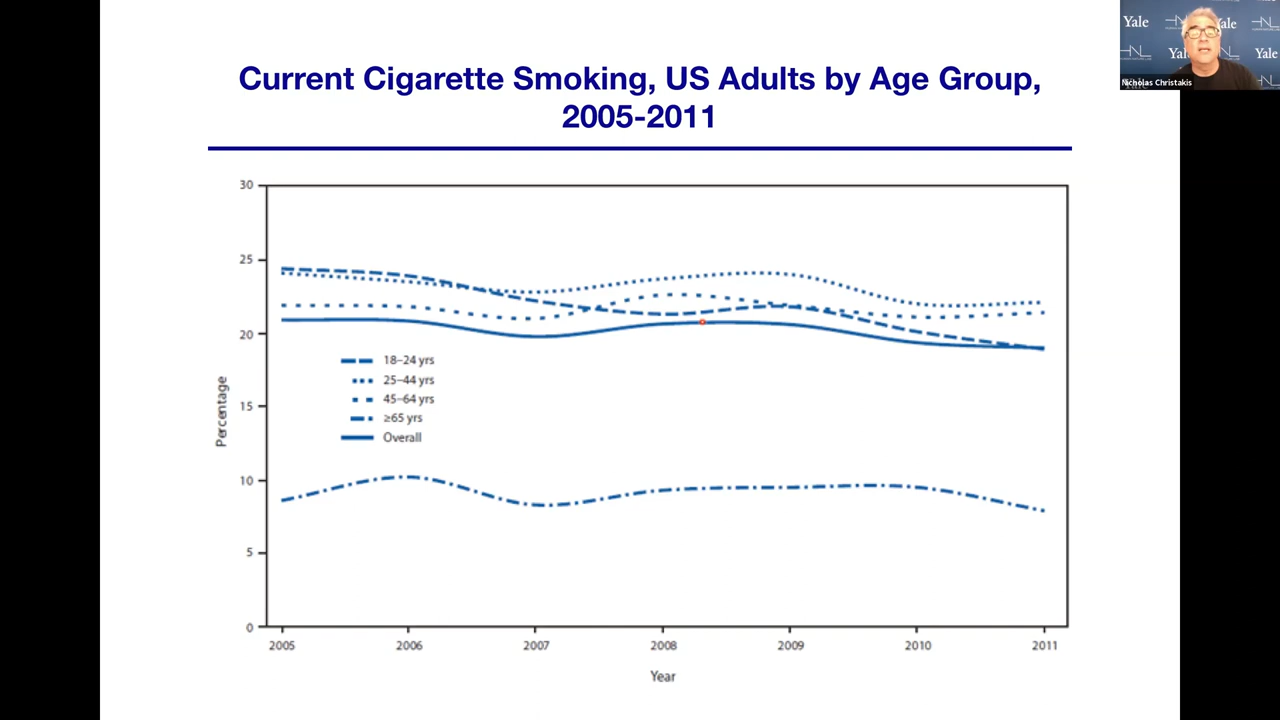 Current Cigarette Smoking, US Adults by Age Group,
2005-2011
Yale
Yale
Yale
Yale
Nicholas Christakis
30
25
20
15
10
5
0
Percentage
18–24 yrs
25–44 yrs
45–64 yrs
≥65 yrs
Overall
2005 2006 2007 2008 2009 2010 2011
Year